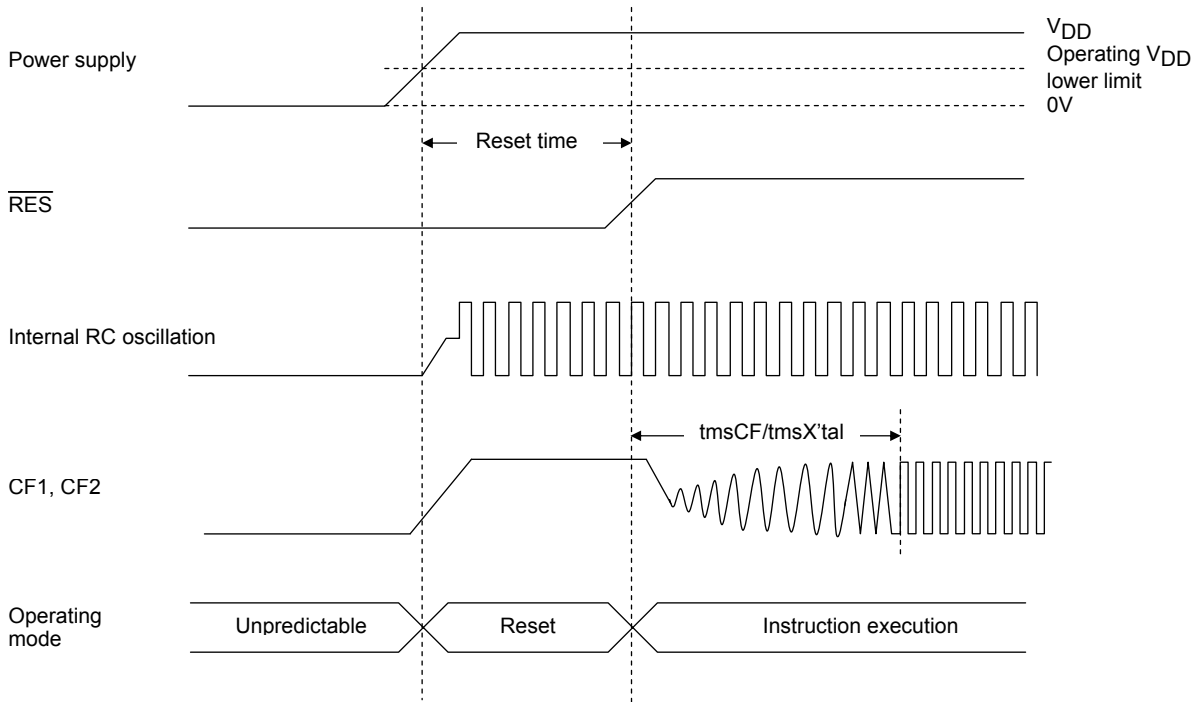 VDD
Power supply
Operating VDD
lower limit
0V
Reset time
RES
Internal RC oscillation
tmsCF/tmsX'tal
CF1, CF2
Operating
mode
Unpredictable
Reset
Instruction execution